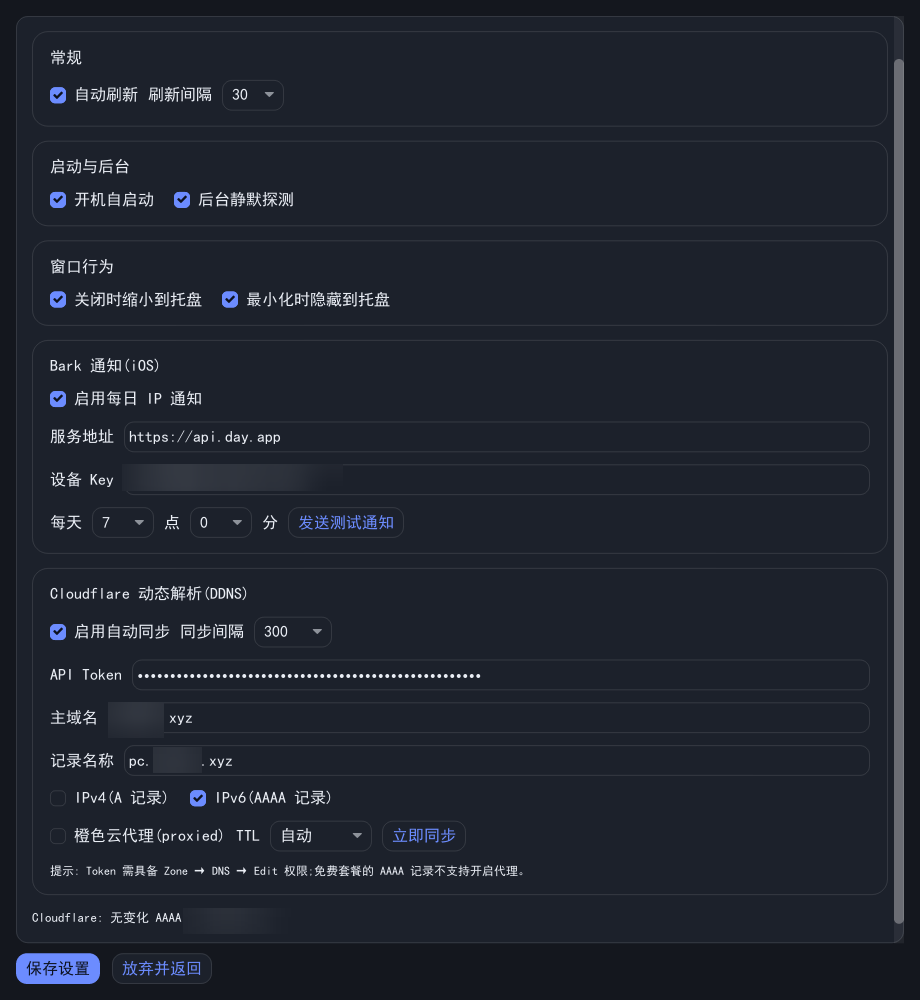 常规
自动刷新 刷新间隔 30
启动与后台
开机自启动 后台静默探测
窗口行为
关闭时缩小到托盘 最小化时隐藏到托盘
Bark 通知(iOS)
启用每日 IP 通知
服务地址 https://api.day.app
设备 Key
每天 7 点 0 分 发送测试通知
Cloudflare 动态解析(DDNS)
启用自动同步 同步间隔 300
API Token •••••••••••••••••••••••••••••••••••••••••••••••••••••
主域名 xyz
记录名称 pc. .xyz
IPv4(A 记录) IPv6(AAAA 记录)
橙色云代理(proxied) TTL 自动 立即同步
提示: Token 需具备 Zone → DNS → Edit 权限;免费套餐的 AAAA 记录不支持开启代理。
Cloudflare: 无变化 AAAA
保存设置 放弃并返回